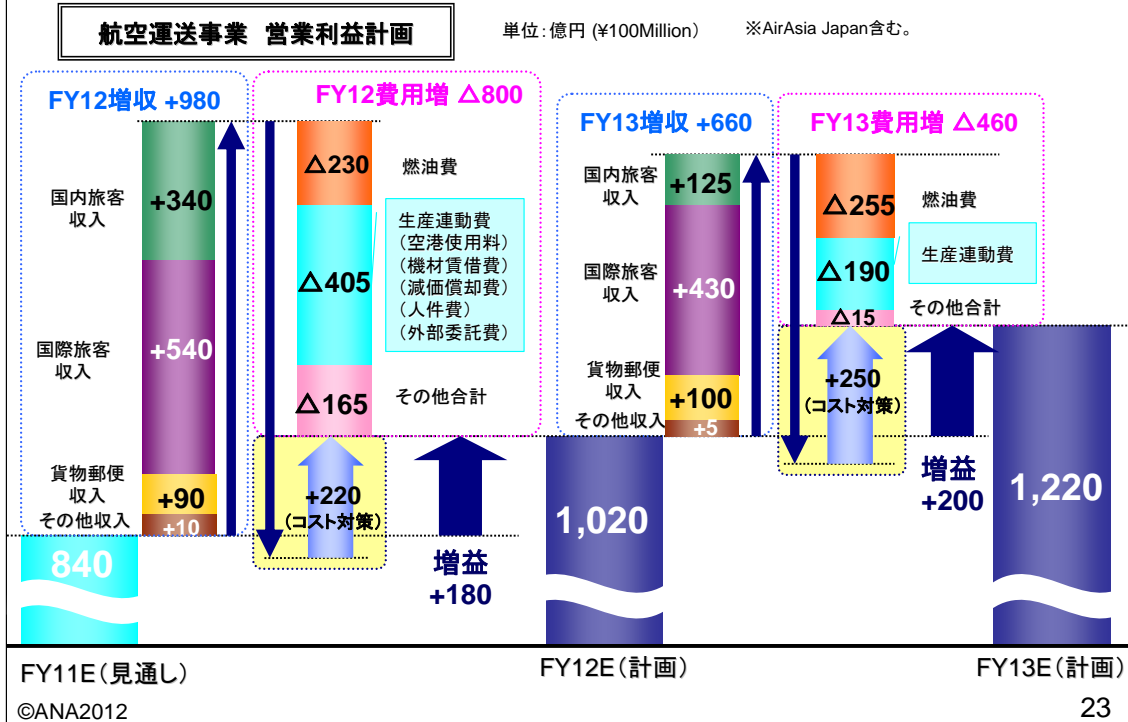 航空運送事業 営業利益計画
単位：億円 (¥100Million)
※AirAsia Japan含む。
FY12増収 +980
国内旅客
収入
+340
国際旅客
収入
+540
貨物郵便
収入
+90
その他収入
+10
840
FY12費用増 △800
△230
燃油費
△405
生産連動費
（空港使用料）
（機材賃借費）
（減価償却費）
（人件費）
（外部委託費）
△165
その他合計
+220
（コスト対策）
増益
+180
1,020
FY13増収 +660
国内旅客
収入
+125
国際旅客
収入
+430
貨物郵便
収入
+100
その他収入
+5
FY13費用増 △460
△255
燃油費
△190
生産連動費
△15
その他合計
+250
（コスト対策）
増益
+200
1,220
FY11E（見通し）
FY12E（計画）
FY13E（計画）
©ANA2012
23